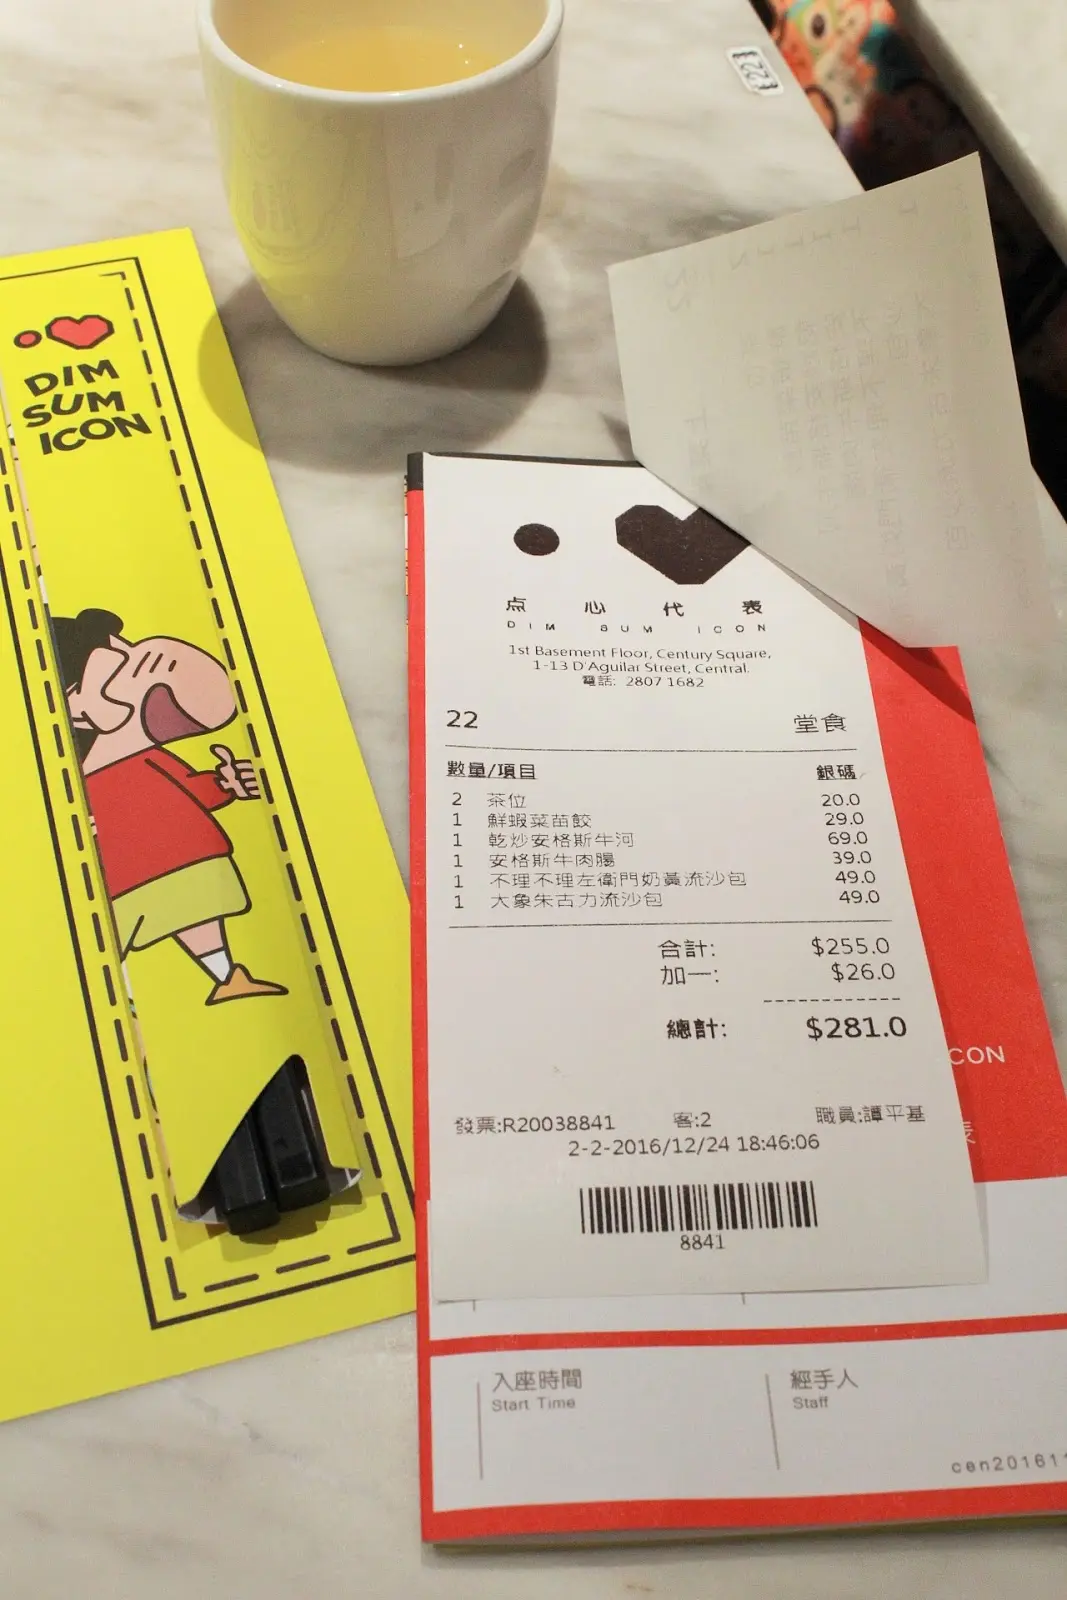 DIM
SUM
ICON
点心代表
DIM SUM ICON
1st Basement Floor, Century Square,
1-13 D'Aguilar Street, Central.
電話: 2807 1682
22 堂食
數量/項目 銀碼
2 茶位 20.0
1 鮮蝦菜苗餃 29.0
1 乾炒安格斯牛河 69.0
1 安格斯牛肉腸 39.0
1 不理不理左衛門奶黃流沙包 49.0
1 大象朱古力流沙包 49.0
合計: $255.0
加一: $26.0
總計: $281.0
發票:R20038841 客:2 職員:譚平基
2-2-2016/12/24 18:46:06
8841
CON
表
入座時間 經手人
Start Time Staff
cen201611